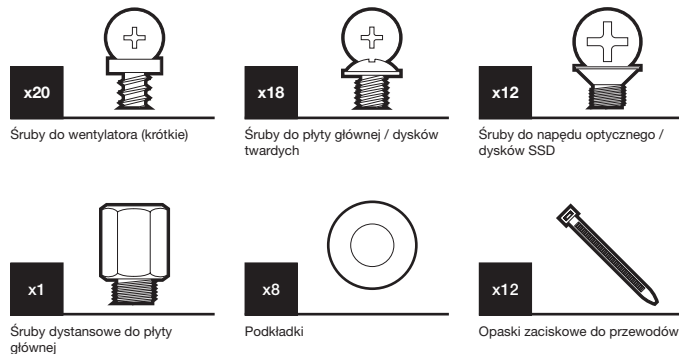 x20
Śruby do wentylatora (krótkie)
x18
Śruby do płyty głównej / dysków
twardych
x12
Śruby do napędu optycznego /
dysków SSD
x1
Śruby dystansowe do płyty
głównej
x8
Podkładki
x12
Opaski zaciskowe do przewodów